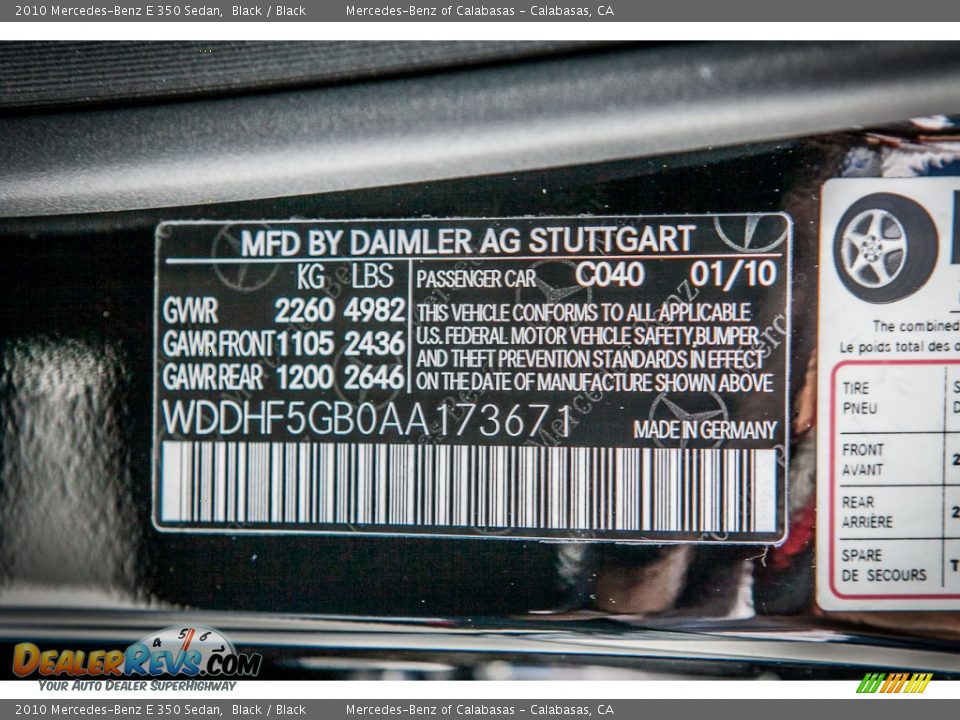 2010 Mercedes-Benz E 350 Sedan, Black / Black Mercedes-Benz of Calabasas - Calabasas, CA
MFD BY DAIMLER AG STUTTGART
KG LBS
GVWR 2260 4982
GAWR FRONT 1105 2436
GAWR REAR 1200 2646
PASSENGER CAR C040 01/10
THIS VEHICLE CONFORMS TO ALL APPLICABLE
U.S. FEDERAL MOTOR VEHICLE SAFETY, BUMPER,
AND THEFT PREVENTION STANDARDS IN EFFECT
ON THE DATE OF MANUFACTURE SHOWN ABOVE
WDDHF5GB0AA173671
MADE IN GERMANY
The combined
Le poids total des
TIRE
PNEU
FRONT
AVANT
REAR
ARRIÈRE
SPARE
DE SECOURS
4 5 6
DEALERREVS.COM
YOUR AUTO DEALER SUPERHIGHWAY
2010 Mercedes-Benz E 350 Sedan, Black / Black Mercedes-Benz of Calabasas - Calabasas, CA